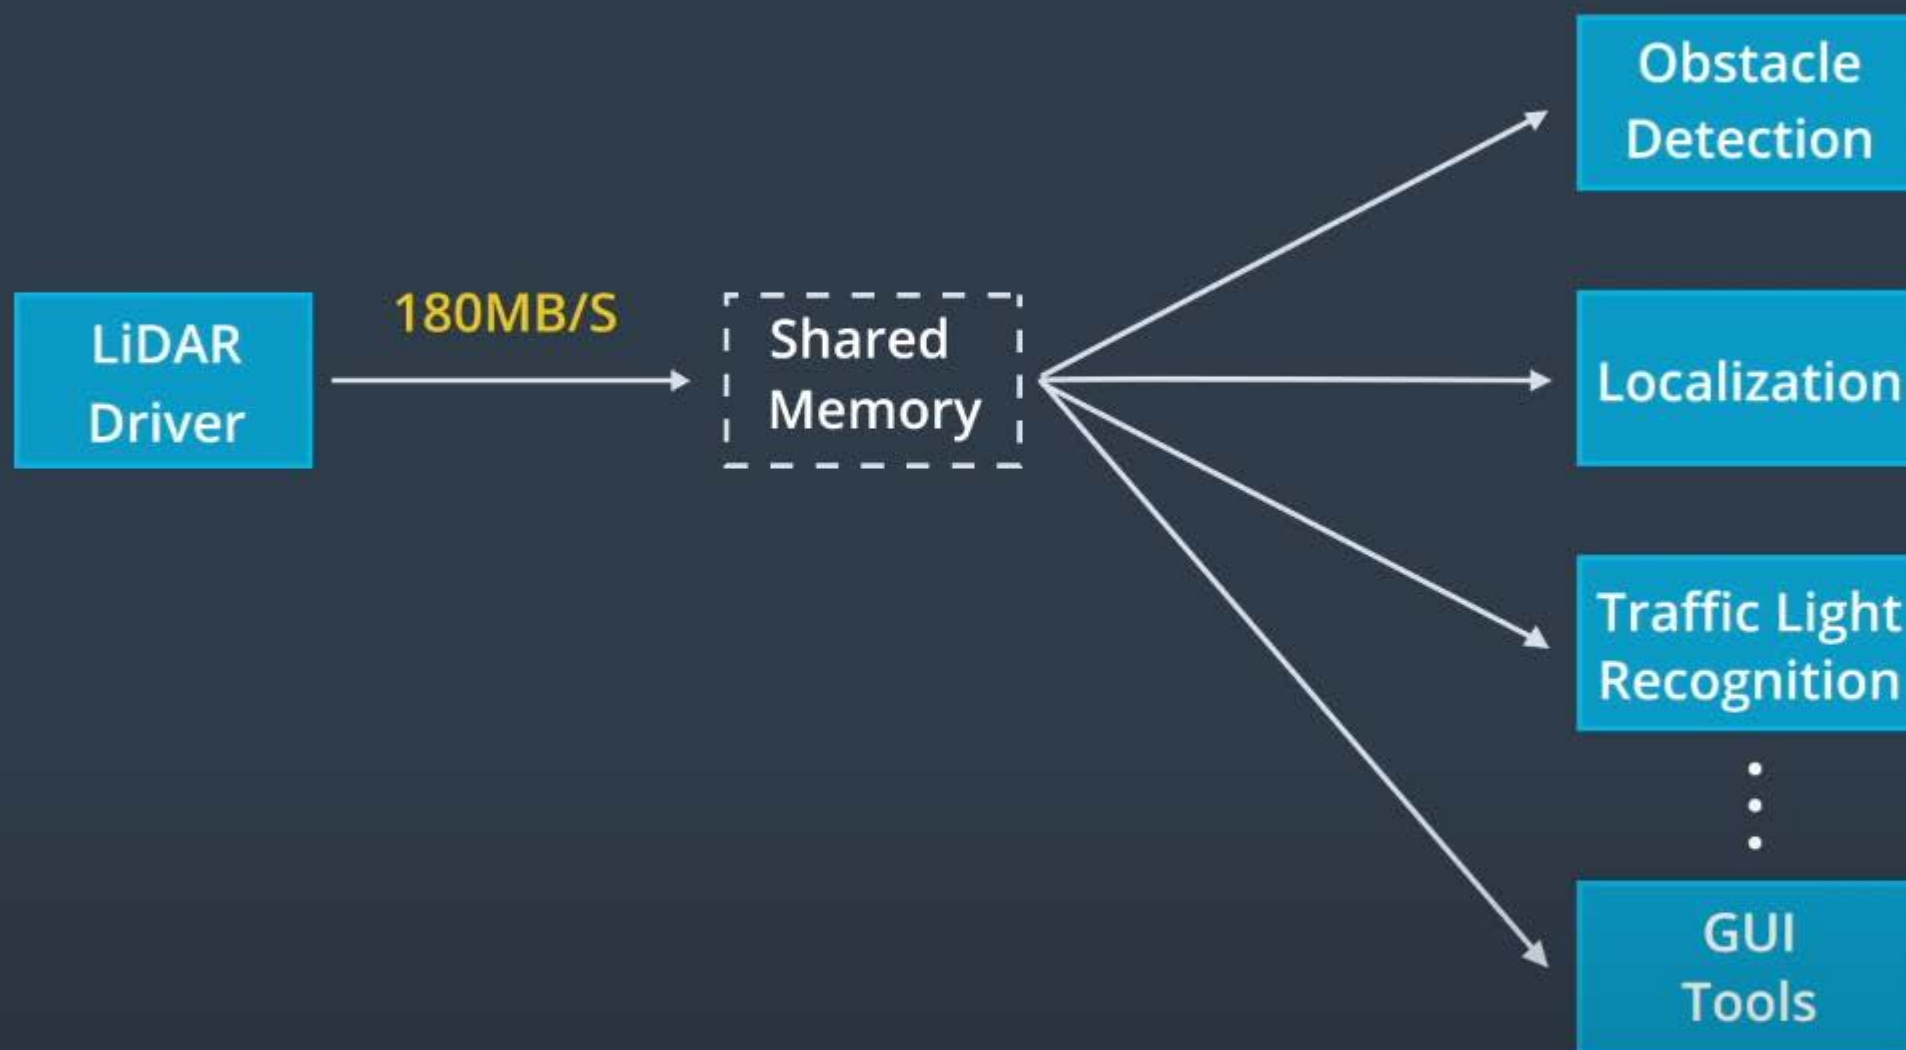 LiDAR
Driver
180MB/S
Shared
Memory
Obstacle
Detection
Localization
Traffic Light
Recognition
GUI
Tools